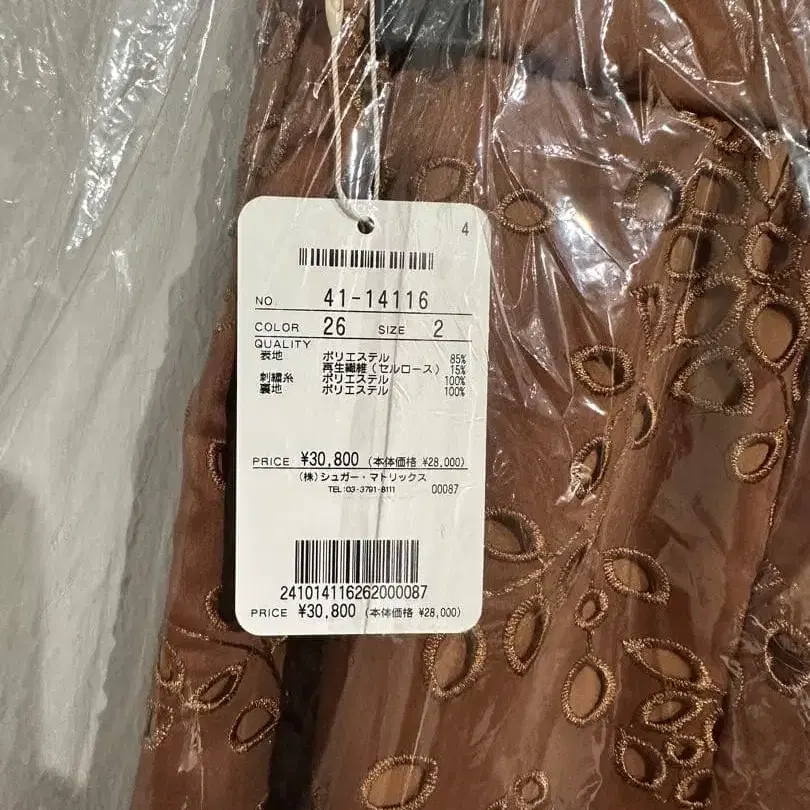 4
NO. 41-14116
COLOR 26 SIZE 2
QUALITY
表地 ポリエステル 85%
再生繊維(セルロース) 15%
刺繍糸 ポリエステル 100%
裏地 ポリエステル 100%
PRICE ¥30,800 (本体価格 ¥28,000)
(株)シュガー・マトリックス
TEL:03-3791-8111 00087
241014116262000087
PRICE ¥30,800 (本体価格 ¥28,000)